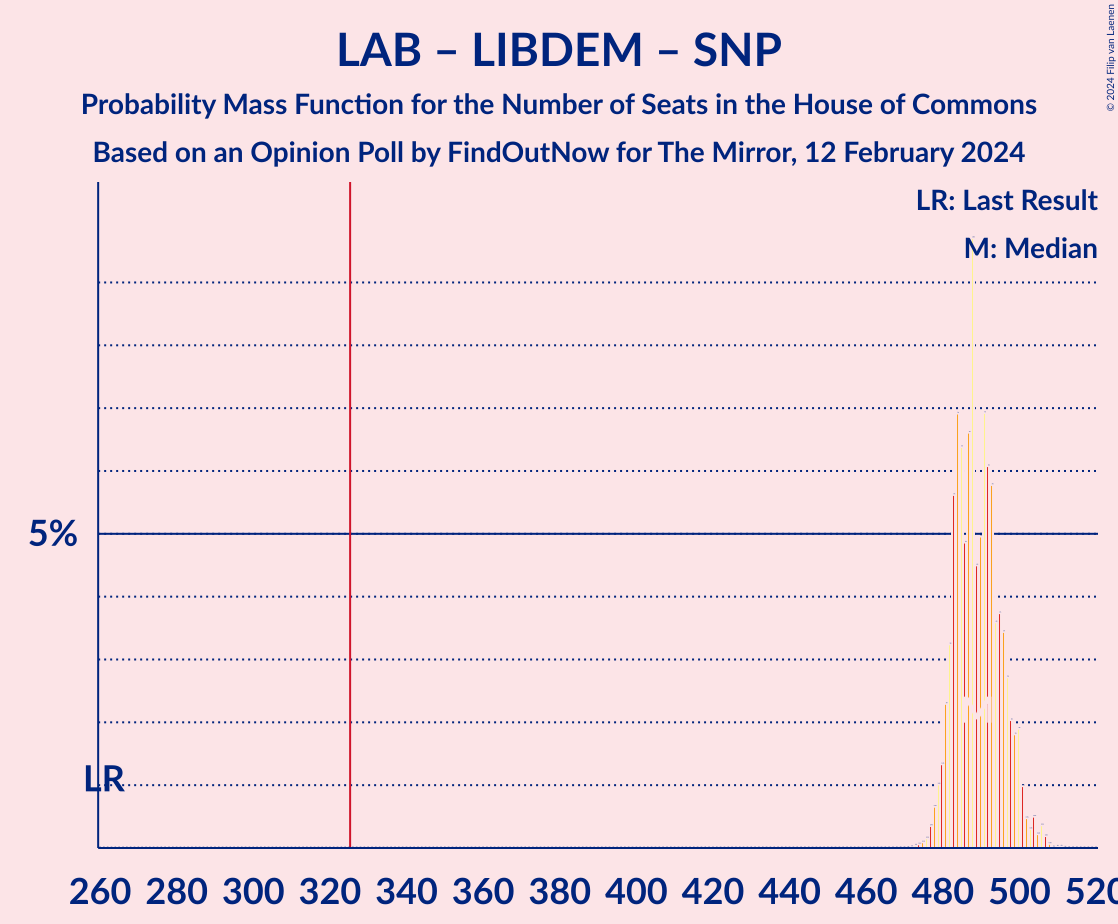 LAB – LIBDEM – SNP
Probability Mass Function for the Number of Seats in the House of Commons
Based on an Opinion Poll by FindOutNow for The Mirror, 12 February 2024
© 2024 Filip van Laenen
LR: Last Result
M: Median
5%
LR
260 280 300 320 340 360 380 400 420 440 460 480 500 520